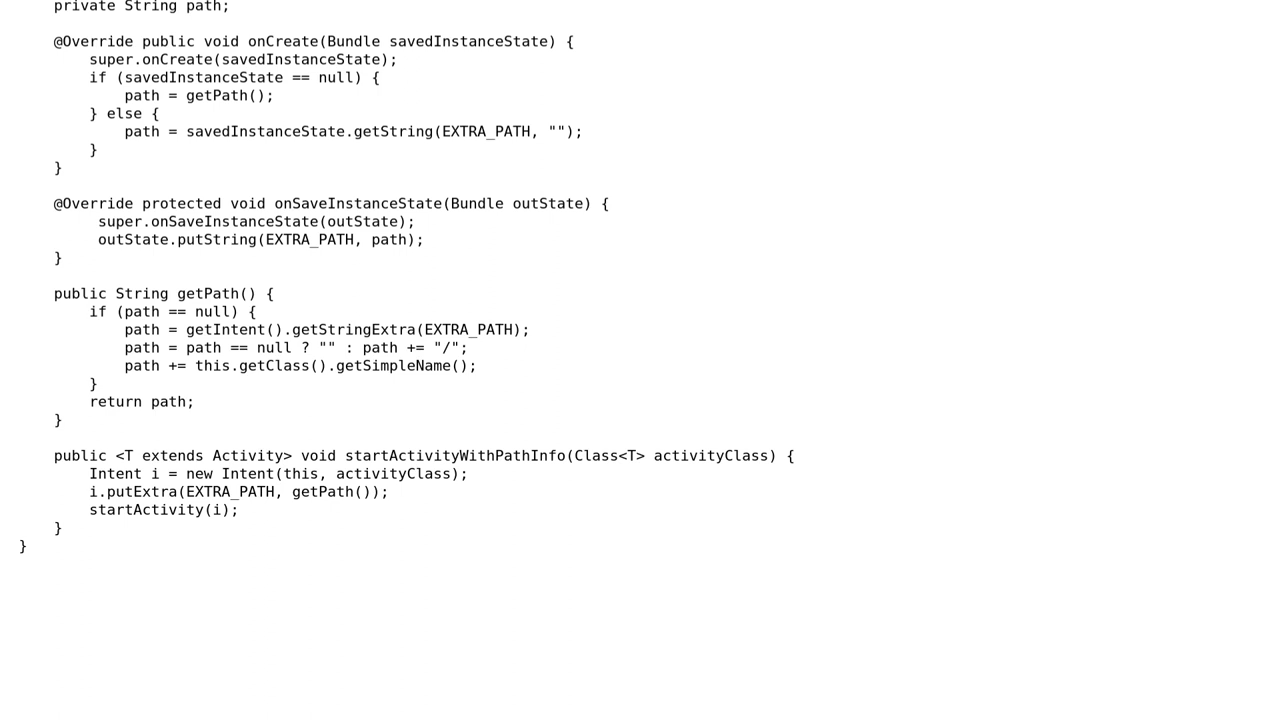 private String path;

    @Override public void onCreate(Bundle savedInstanceState) {
        super.onCreate(savedInstanceState);
        if (savedInstanceState == null) {
            path = getPath();
        } else {
            path = savedInstanceState.getString(EXTRA_PATH, "");
        }
    }

    @Override protected void onSaveInstanceState(Bundle outState) {
         super.onSaveInstanceState(outState);
         outState.putString(EXTRA_PATH, path);
    }

    public String getPath() {
        if (path == null) {
            path = getIntent().getStringExtra(EXTRA_PATH);
            path = path == null ? "" : path += "/";
            path += this.getClass().getSimpleName();
        }
        return path;
    }

    public <T extends Activity> void startActivityWithPathInfo(Class<T> activityClass) {
        Intent i = new Intent(this, activityClass);
        i.putExtra(EXTRA_PATH, getPath());
        startActivity(i);
    }
}